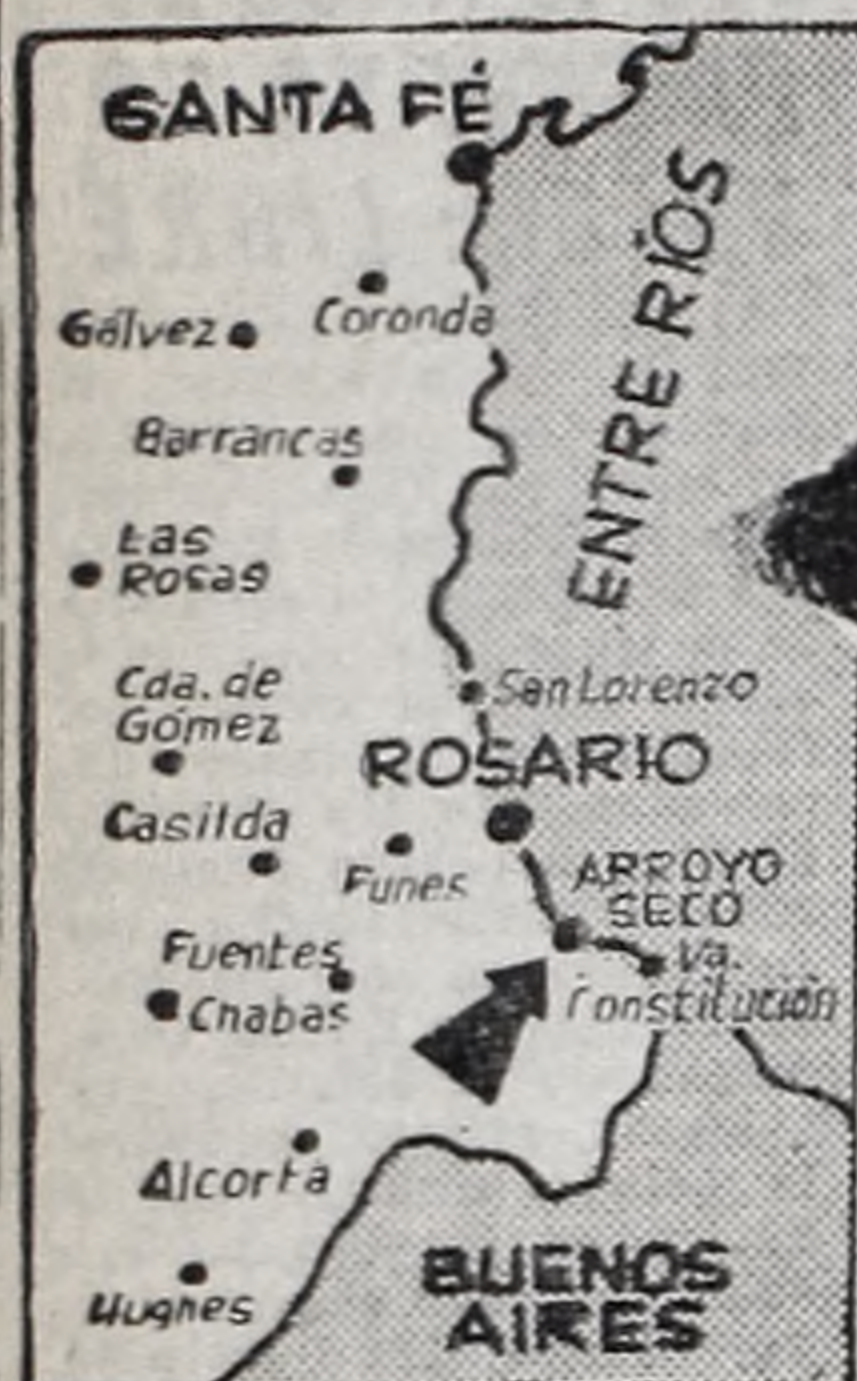 SANTA FÉ
Coronda
Gálvez
Barrancas
ENTRE RÍOS
Las
Rosas
San Lorenzo
Cda. de
Gómez
ROSARIO
Casilda
Funes
ARROYO
SECO
Fuentes
Va.
Constitución
Chabas
Alcorta
BUENOS
AIRES
Hughes